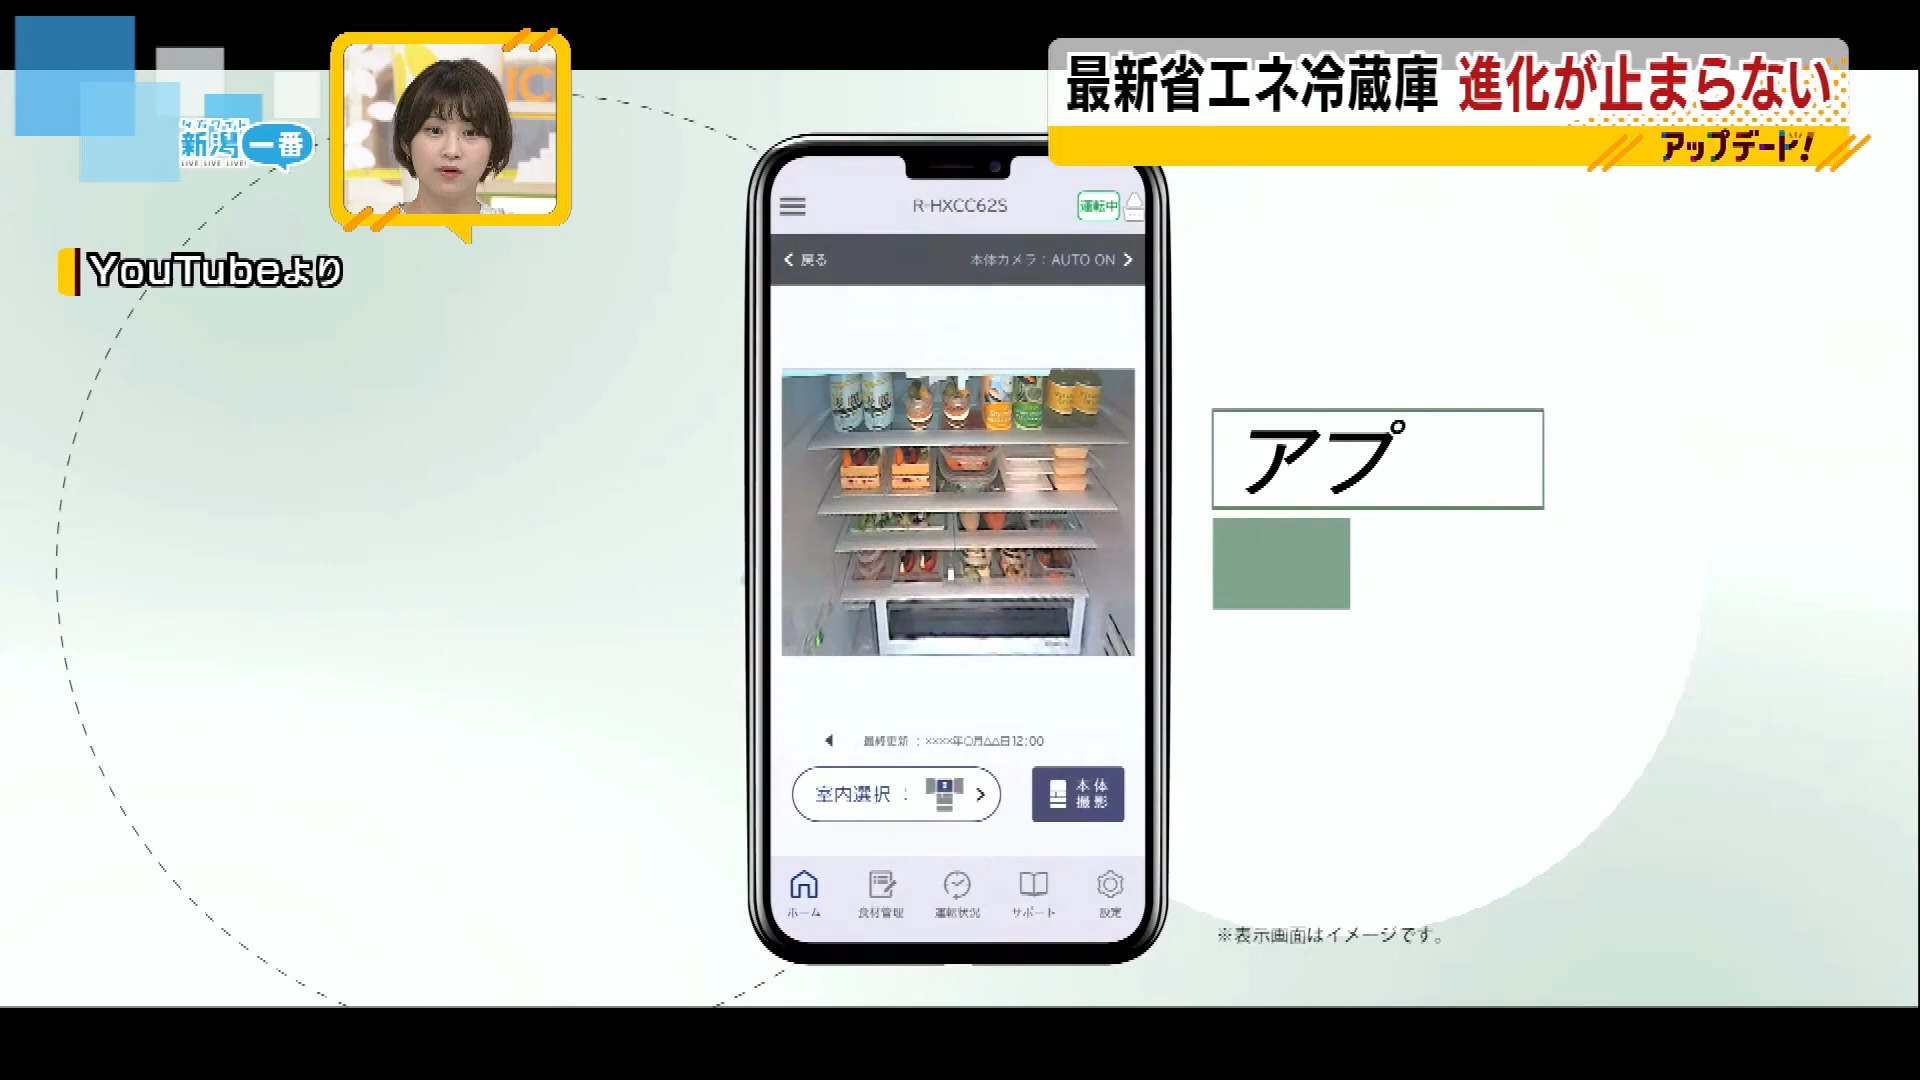 最新省エネ冷蔵庫 進化が止まらない
アップデート!
夕方ワイド
新潟一番
YouTubeより
R-HXCC62S
運転中
戻る
本体カメラ:AUTO ON
アプ
最終更新 : ××××年○月△△日12:00
室内選択 :
本体
撮影
ホーム
食材管理
運転状況
サポート
設定
※表示画面はイメージです。